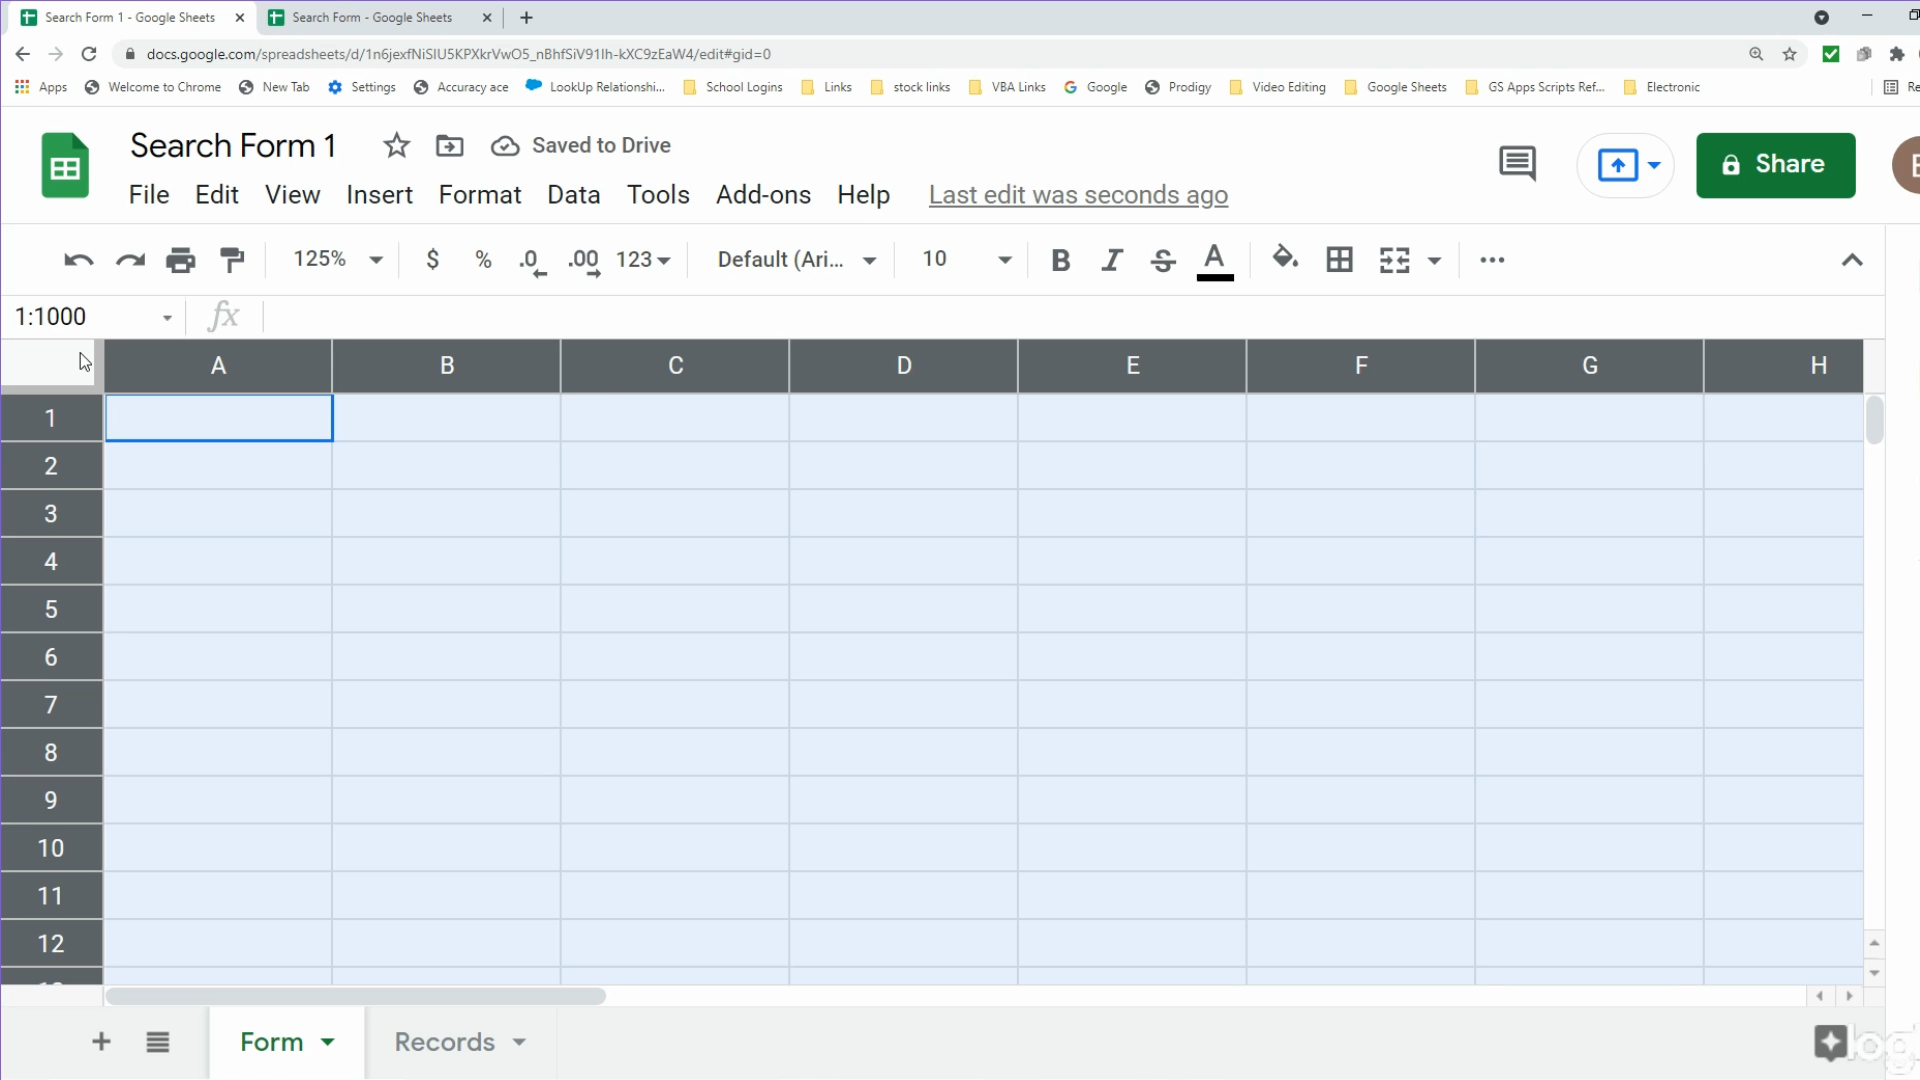 Search Form 1 - Google Sheets
Search Form - Google Sheets
docs.google.com/spreadsheets/d/1n6jexfNiSIU5KPXkrVwO5_nBhfSiV91Ih-kXC9zEaW4/edit#gid=0
Apps Welcome to Chrome New Tab Settings Accuracy ace LookUp Relationshi... School Logins Links stock links VBA Links Google Prodigy Video Editing Google Sheets GS Apps Scripts Ref... Electronic
Search Form 1 Saved to Drive
Share
File Edit View Insert Format Data Tools Add-ons Help Last edit was seconds ago
125% $ % .0 .00 123 Default (Ari... 10 B I S A
1:1000 fx
A B C D E F G H
1
2
3
4
5
6
7
8
9
10
11
12
Form Records